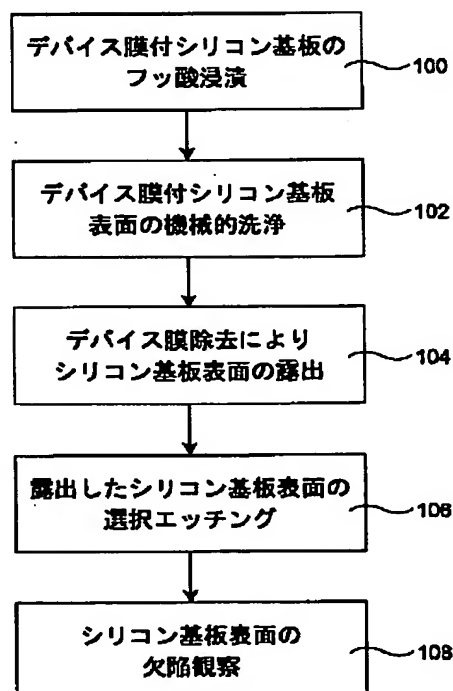 デバイス膜付シリコン基板の
フッ酸浸漬
100
デバイス膜付シリコン基板
表面の機械的洗浄
102
デバイス膜除去により
シリコン基板表面の露出
104
露出したシリコン基板表面の
選択エッチング
106
シリコン基板表面の
欠陥観察
108